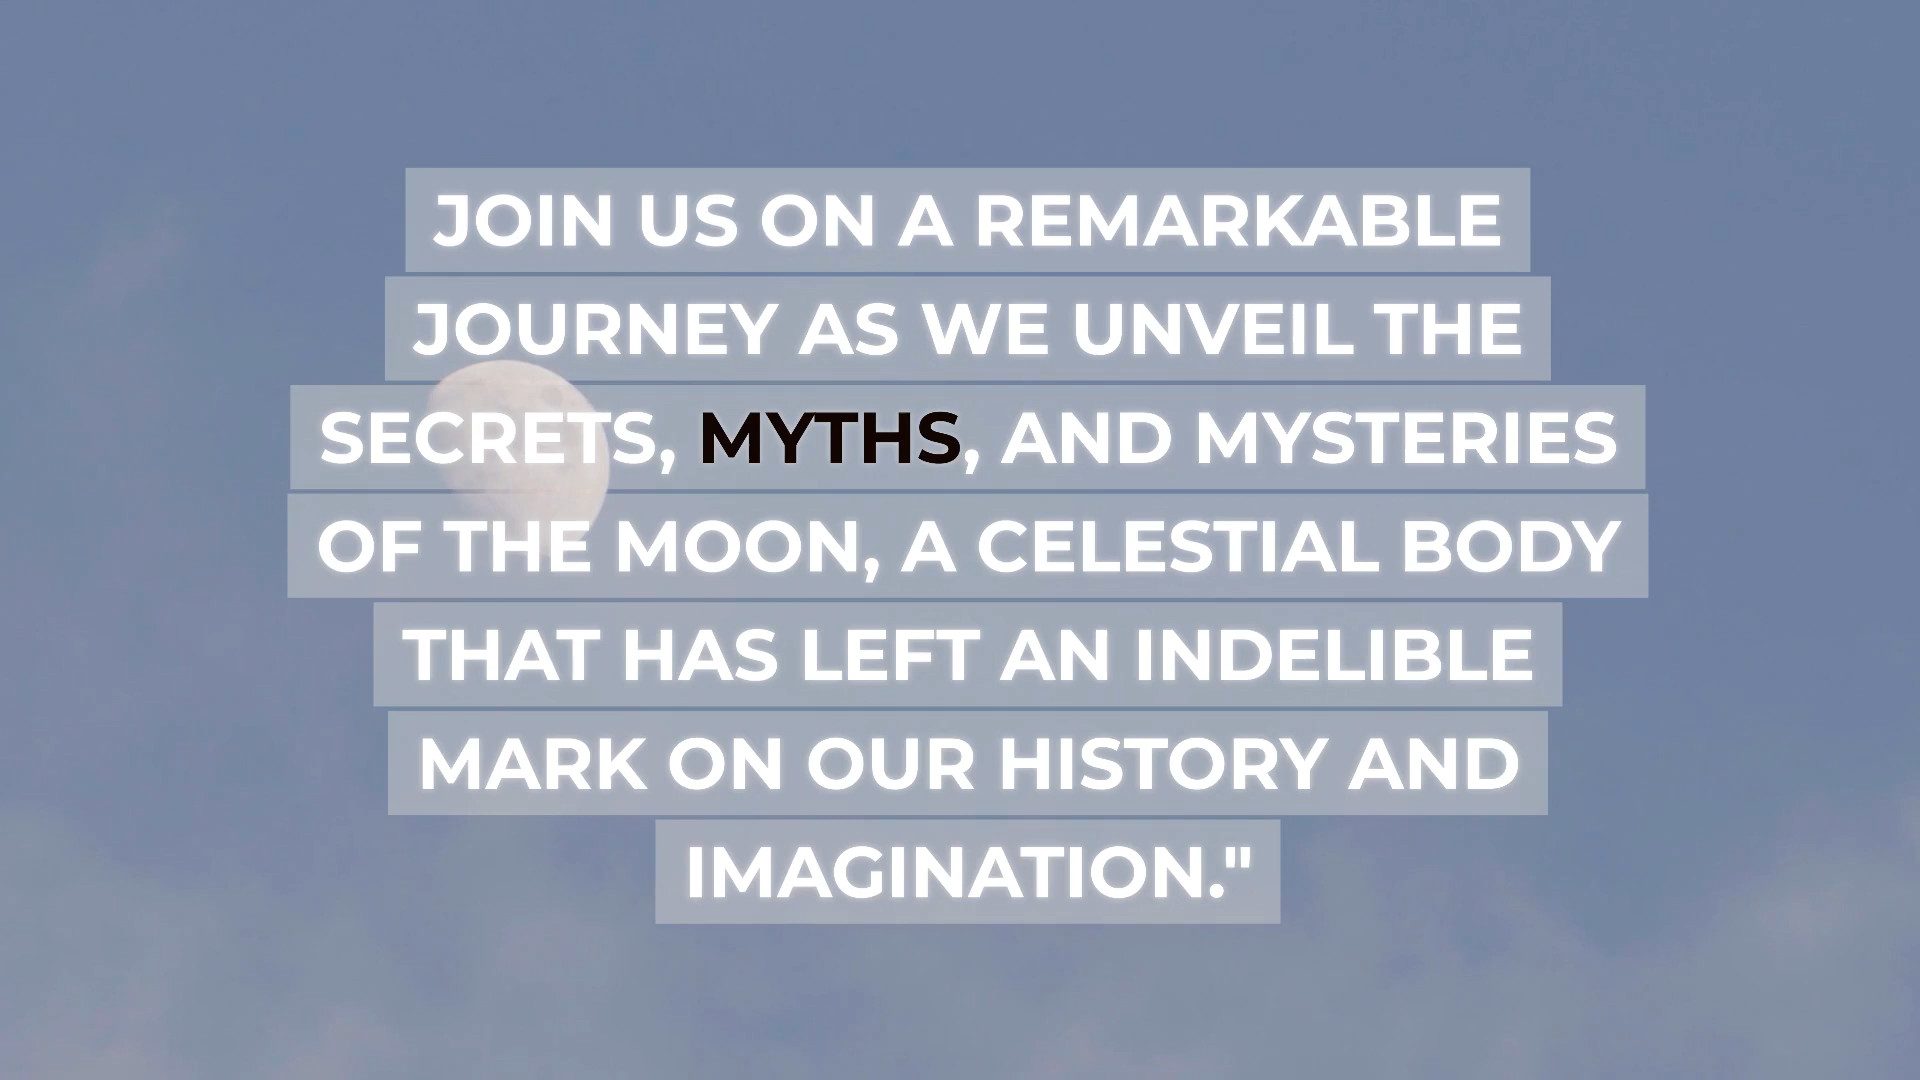 JOIN US ON A REMARKABLE
JOURNEY AS WE UNVEIL THE
SECRETS, MYTHS, AND MYSTERIES
OF THE MOON, A CELESTIAL BODY
THAT HAS LEFT AN INDELIBLE
MARK ON OUR HISTORY AND
IMAGINATION."